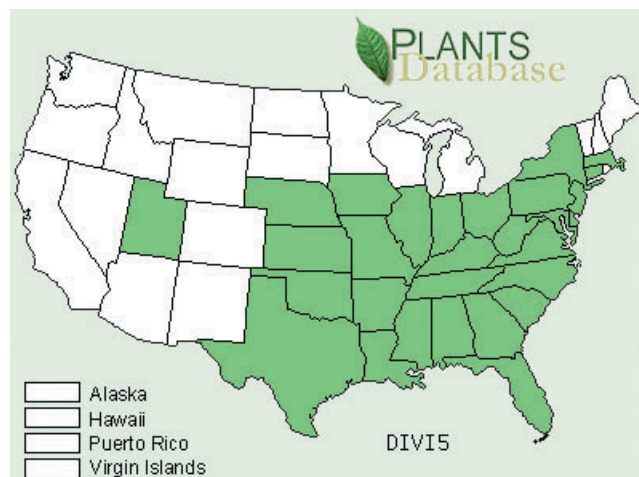 PLANTS
Database
Alaska
Hawaii
Puerto Rico
Virgin Islands
DIVI5